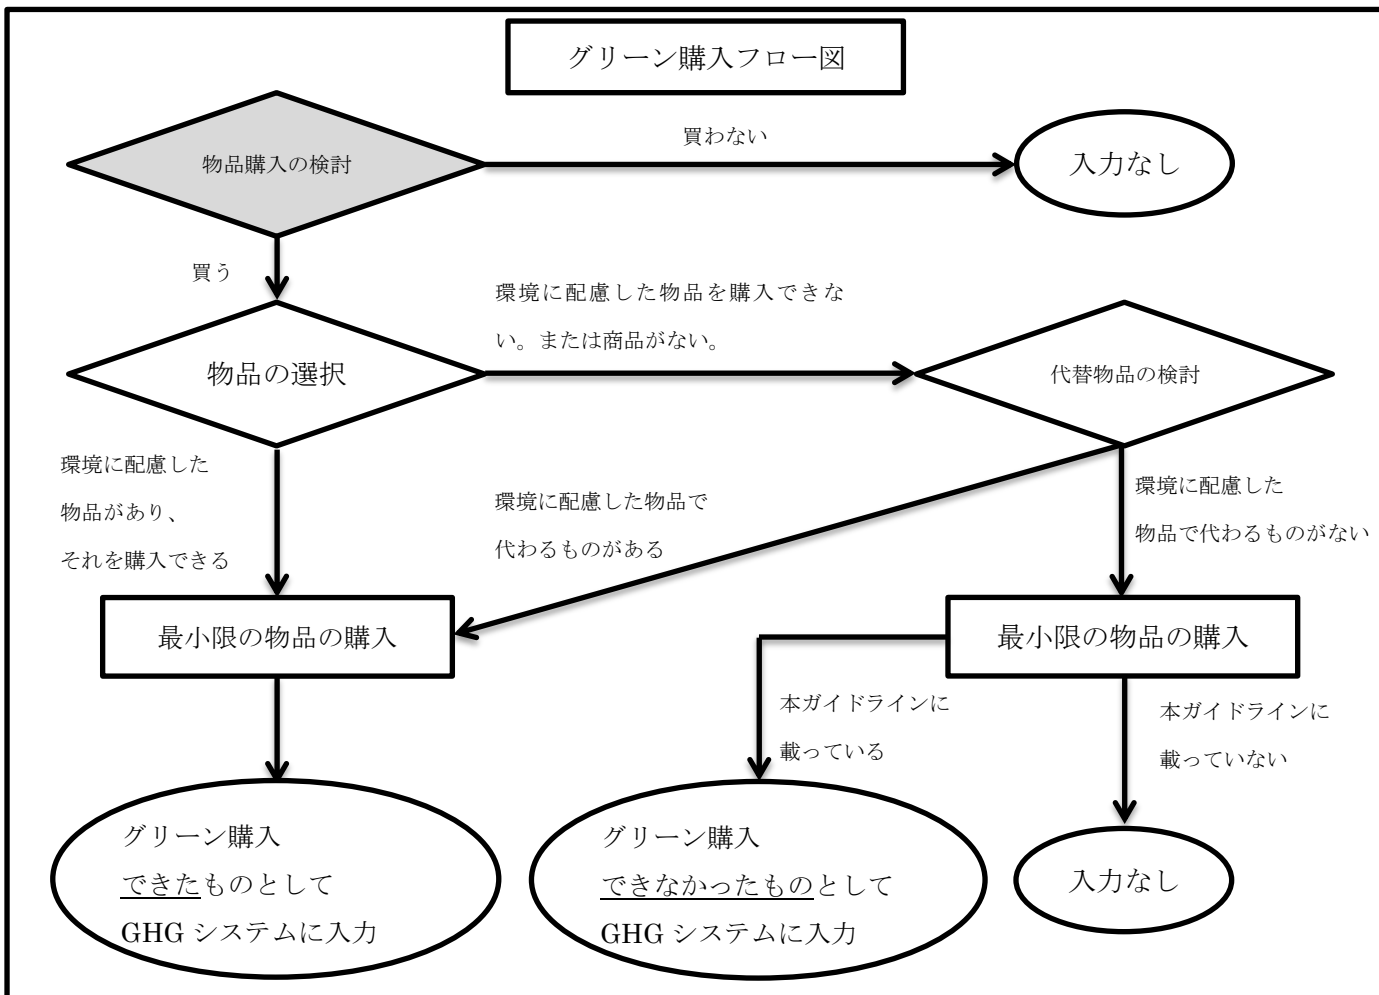 グリーン購入フロー図
物品購入の検討
買わない
入力なし
買う
環境に配慮した物品を購入できな
い。または商品がない。
物品の選択
代替物品の検討
環境に配慮した
物品があり、
それを購入できる
環境に配慮した物品で
代わるものがある
環境に配慮した
物品で代わるものがない
最小限の物品の購入
最小限の物品の購入
本ガイドラインに
載っている
本ガイドラインに
載っていない
グリーン購入
できたものとして
GHG システムに入力
グリーン購入
できなかったものとして
GHG システムに入力
入力なし